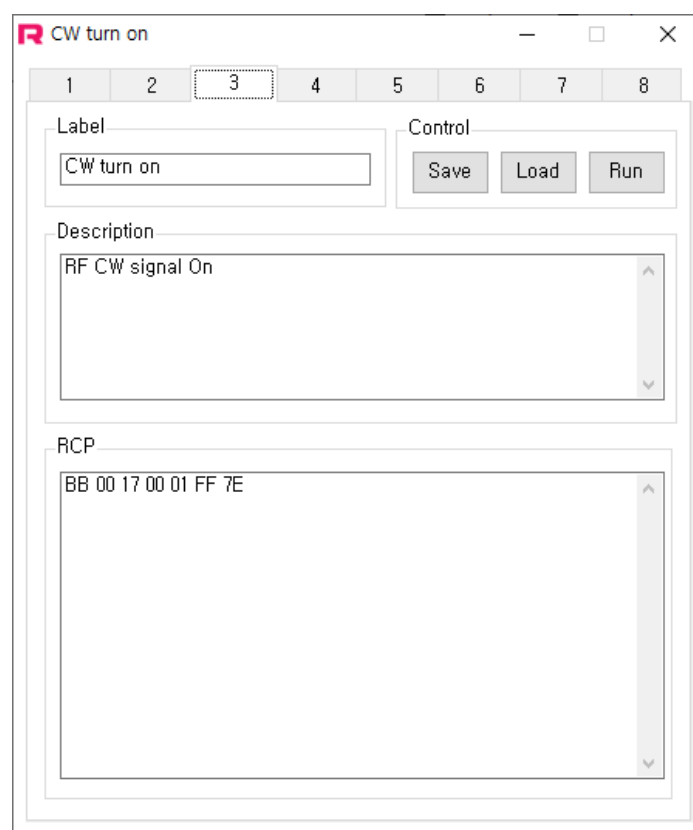 CW turn on
1 2 3 4 5 6 7 8
Label
CW turn on
Control
Save Load Run
Description
RF CW signal On
RCP
BB 00 17 00 01 FF 7E